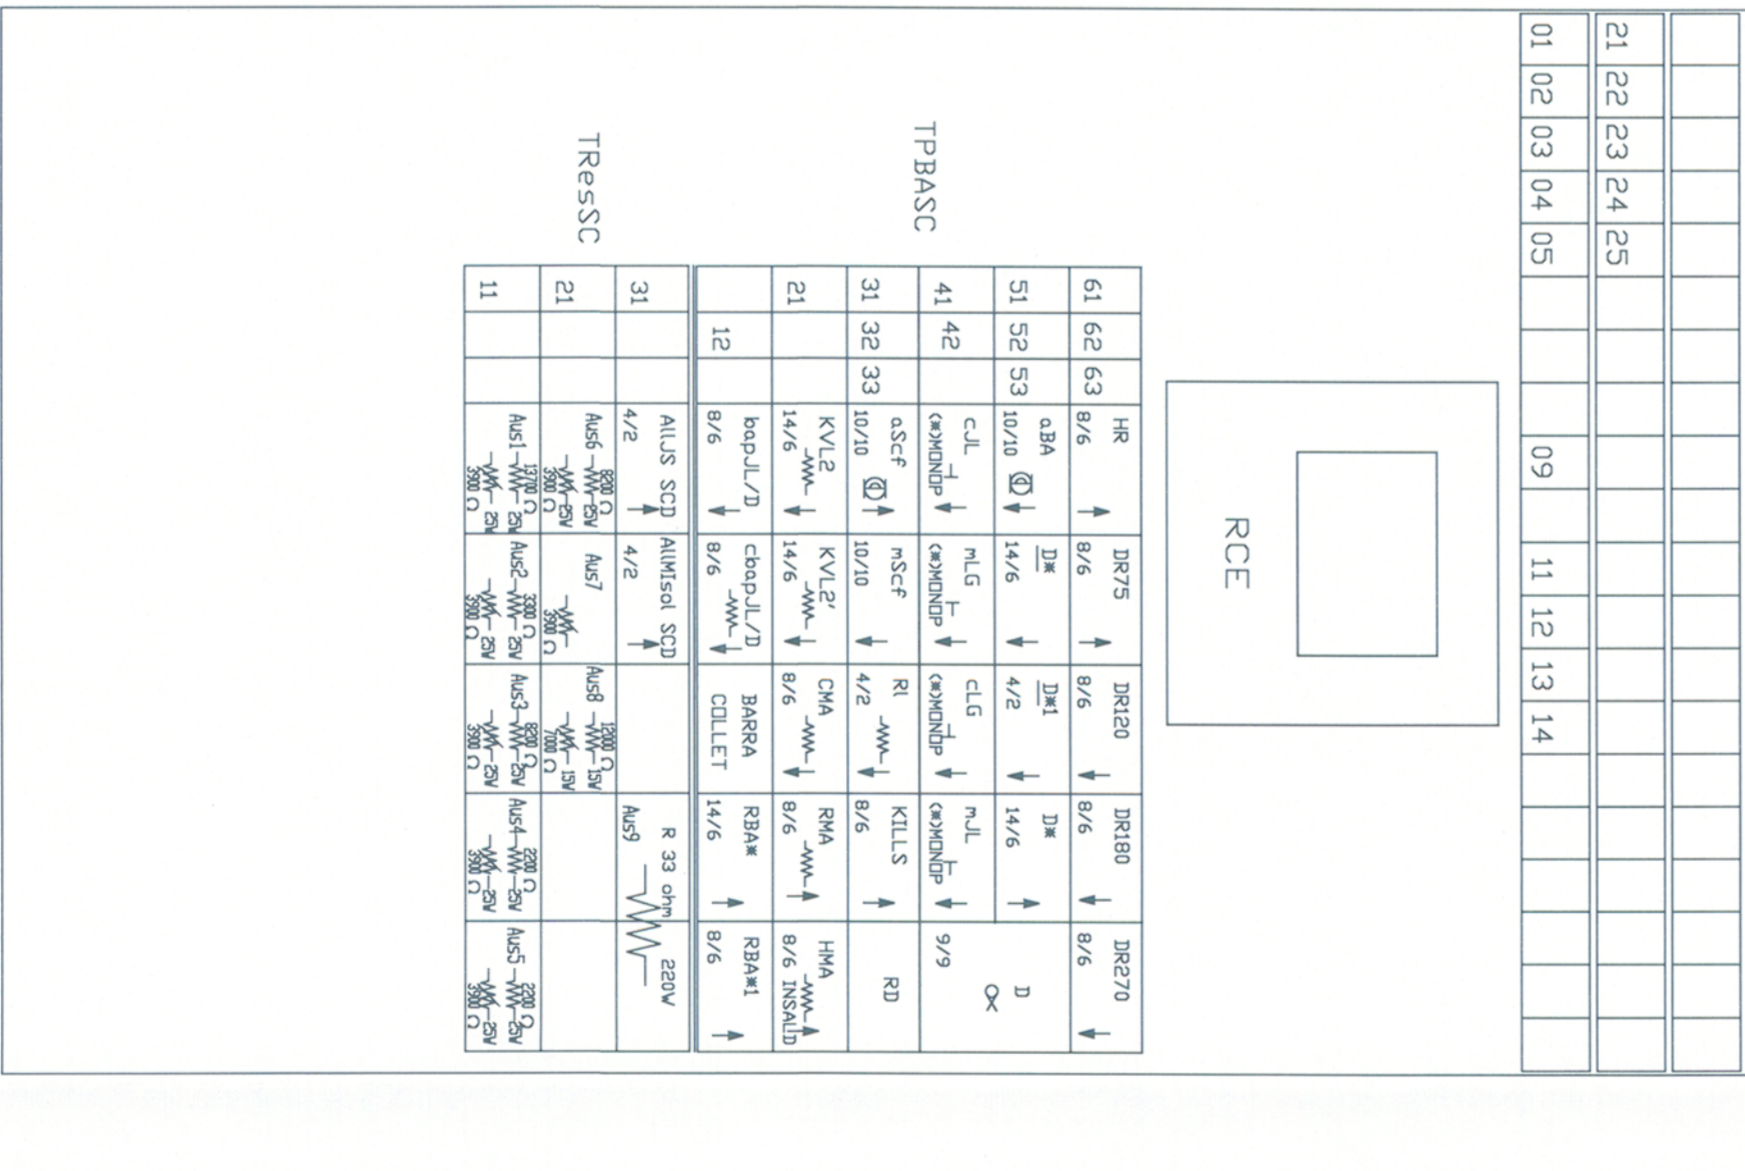 21 22 23 24 25
01 02 03 04 05 09 11 12 13 14
RCE
61 62 63 HR DR75 DR120 DR180 DR270
8/6 8/6 8/6 8/6 8/6
51 52 53 aBA D* D*1 D* D
10/10 14/6 4/2 14/6
41 42 cJL mLG cLG mJL
(*)MONOP (*)MONOP (*)MONOP (*)MONOP 9/9
TPBASC
31 32 33 aScf mScf Rl KILLS RD
10/10 10/10 4/2 8/6
21 KVL2 KVL2' CMA RMA HMA
14/6 14/6 8/6 8/6 8/6 INSALD
12 bapJL/D cbapJL/D BARRA RBA* RBA*1
8/6 8/6 COLLET 14/6 8/6
TResSC
31 AllJS SCD AllMIsol SCD R 33 ohm 220W
4/2 4/2 Aus9
21 Aus6 8200 Ω 25W Aus7 Aus8 12000 Ω 15W
3900 Ω 25W 3900 Ω 7000 Ω 15W
11 Aus1 13700 Ω 25W Aus2 3300 Ω 25W Aus3 8200 Ω 25W Aus4 2200 Ω 25W Aus5 2200 Ω 25W
3900 Ω 25W 3900 Ω 25W 3900 Ω 25W 3900 Ω 25W 3900 Ω 25W